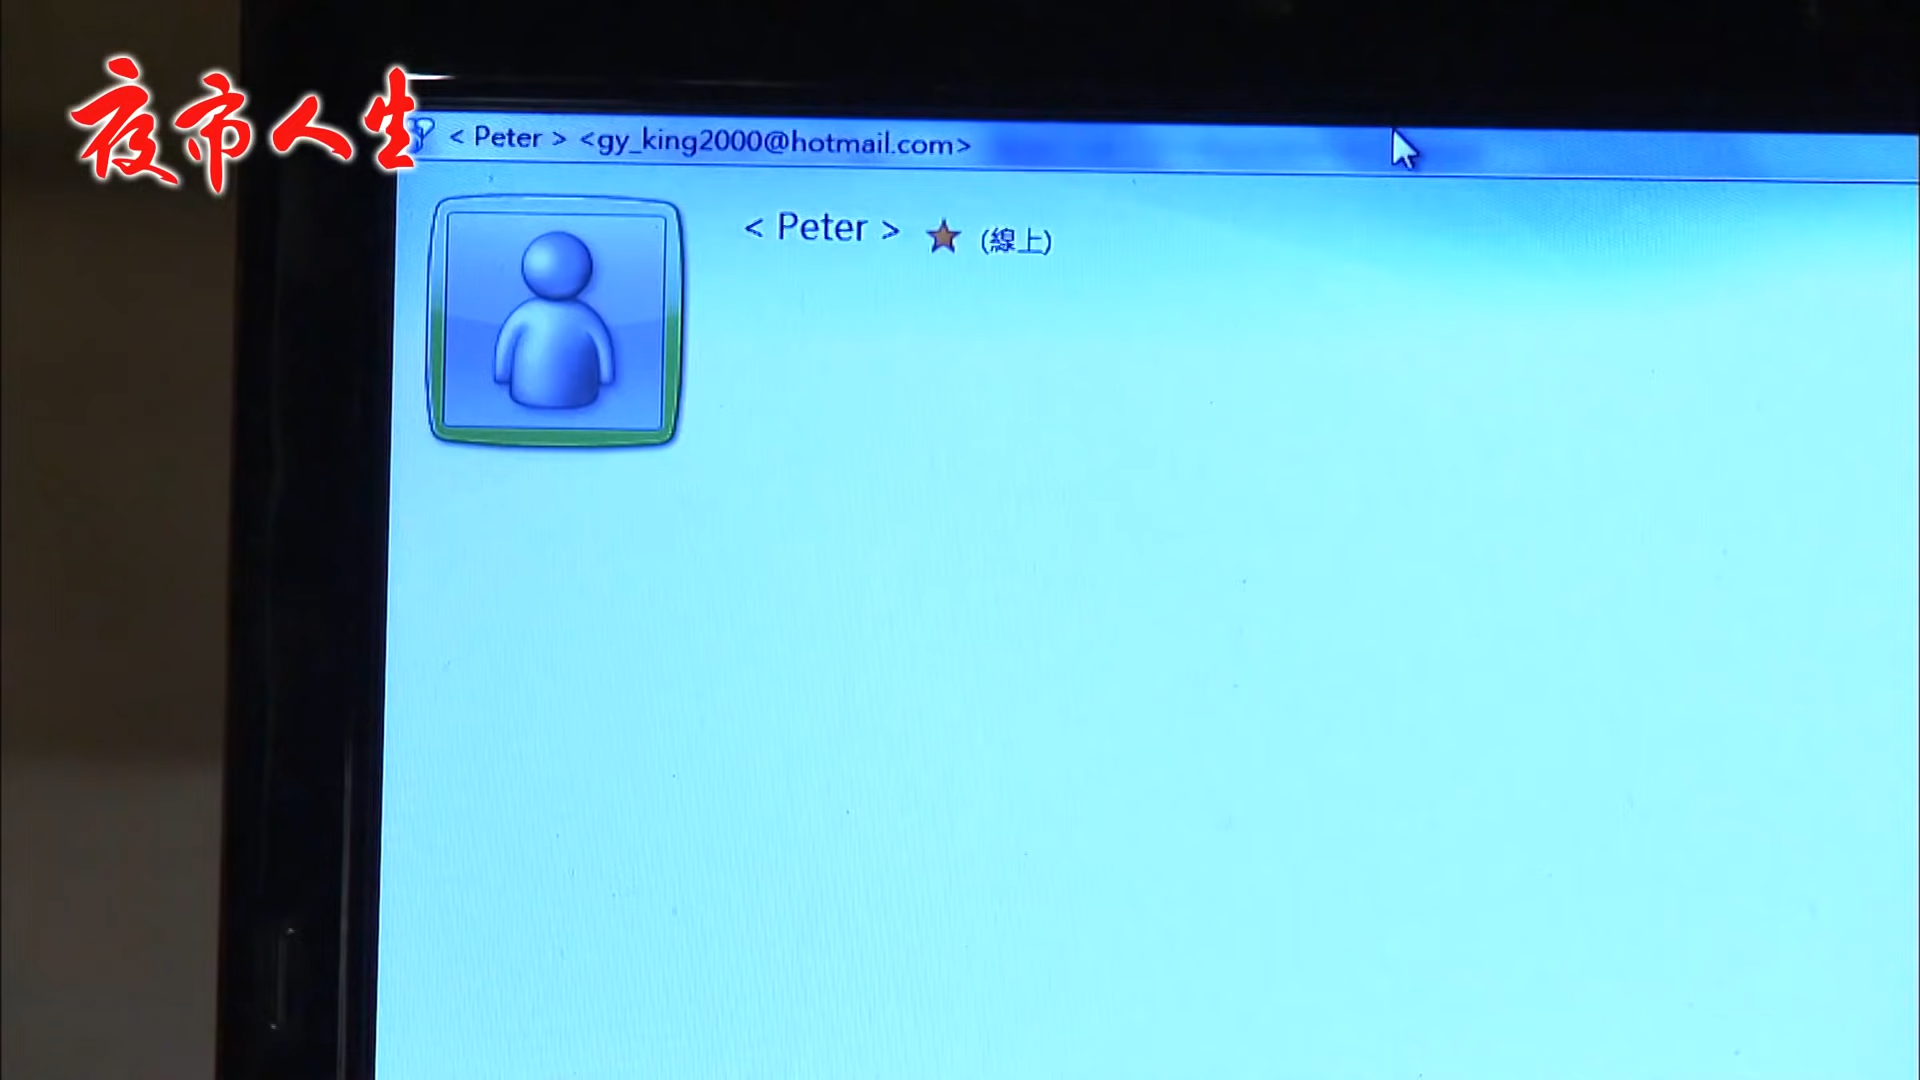 夜市人生
< Peter > <gy_king2000@hotmail.com>
< Peter > ★ (線上)